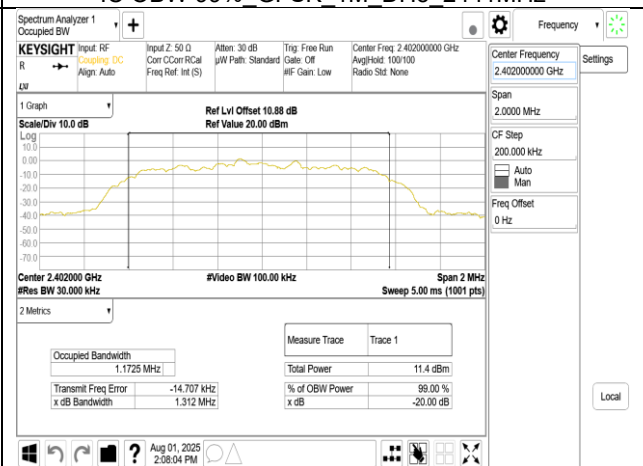 Spectrum Analyzer 1
Occupied BW
Frequency
KEYSIGHT
R
Input: RF
Coupling: DC
Align: Auto
Input Z: 50 Ω
Corr CCorr RCal
Freq Ref: Int (S)
Atten: 30 dB
µW Path: Standard
Trig: Free Run
Gate: Off
#IF Gain: Low
Center Freq: 2.402000000 GHz
Avg|Hold: 100/100
Radio Std: None
Center Frequency
2.402000000 GHz
Settings
Span
2.0000 MHz
CF Step
200.000 kHz
Auto
Man
Freq Offset
0 Hz
Local
1 Graph
Scale/Div 10.0 dB
Ref Lvl Offset 10.88 dB
Ref Value 20.00 dBm
Log
10.0
0.00
-10.0
-20.0
-30.0
-40.0
-50.0
-60.0
-70.0
Center 2.402000 GHz
#Res BW 30.000 kHz
#Video BW 100.00 kHz
Span 2 MHz
Sweep 5.00 ms (1001 pts)
2 Metrics
Measure Trace Trace 1
Occupied Bandwidth
1.1725 MHz
Total Power 11.4 dBm
Transmit Freq Error -14.707 kHz
% of OBW Power 99.00 %
x dB Bandwidth 1.312 MHz
x dB -20.00 dB
?
Aug 01, 2025
2:08:04 PM